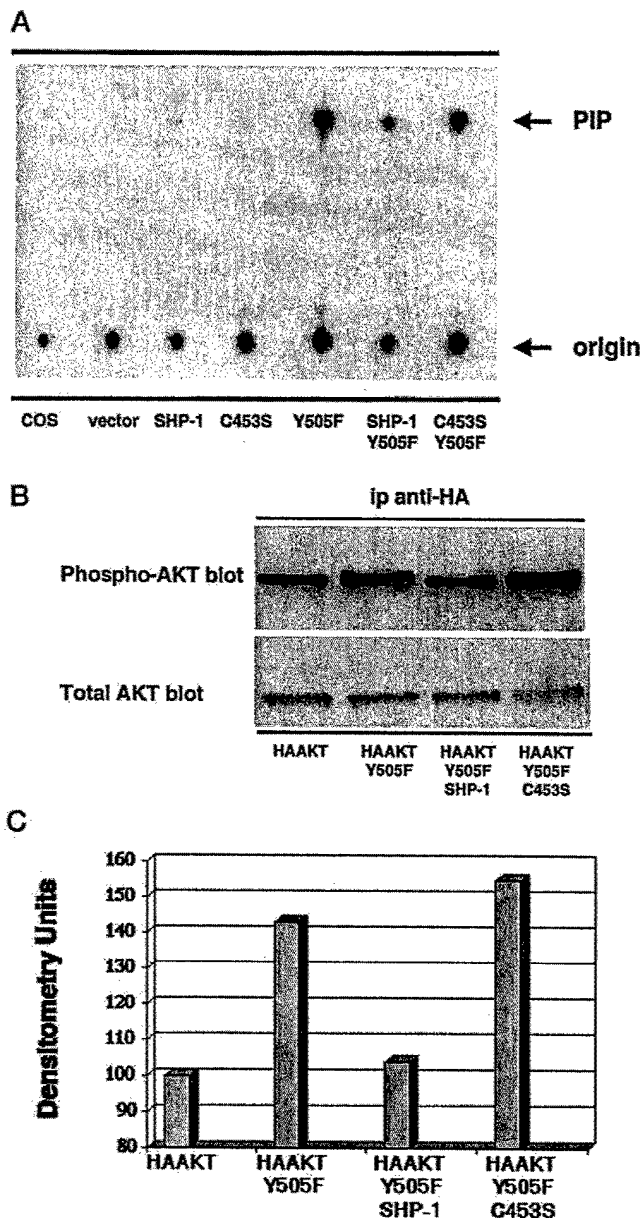 A
PIP
origin
COS vector SHP-1 C453S Y505F SHP-1 C453S
Y505F Y505F
B
ip anti-HA
Phospho-AKT blot
Total AKT blot
HAAKT HAAKT HAAKT HAAKT
Y505F Y505F Y505F
SHP-1 C453S
C
160
150
140
130
120
110
100
90
80
Densitometry Units
HAAKT HAAKT HAAKT HAAKT
Y505F Y505F Y505F
SHP-1 C453S